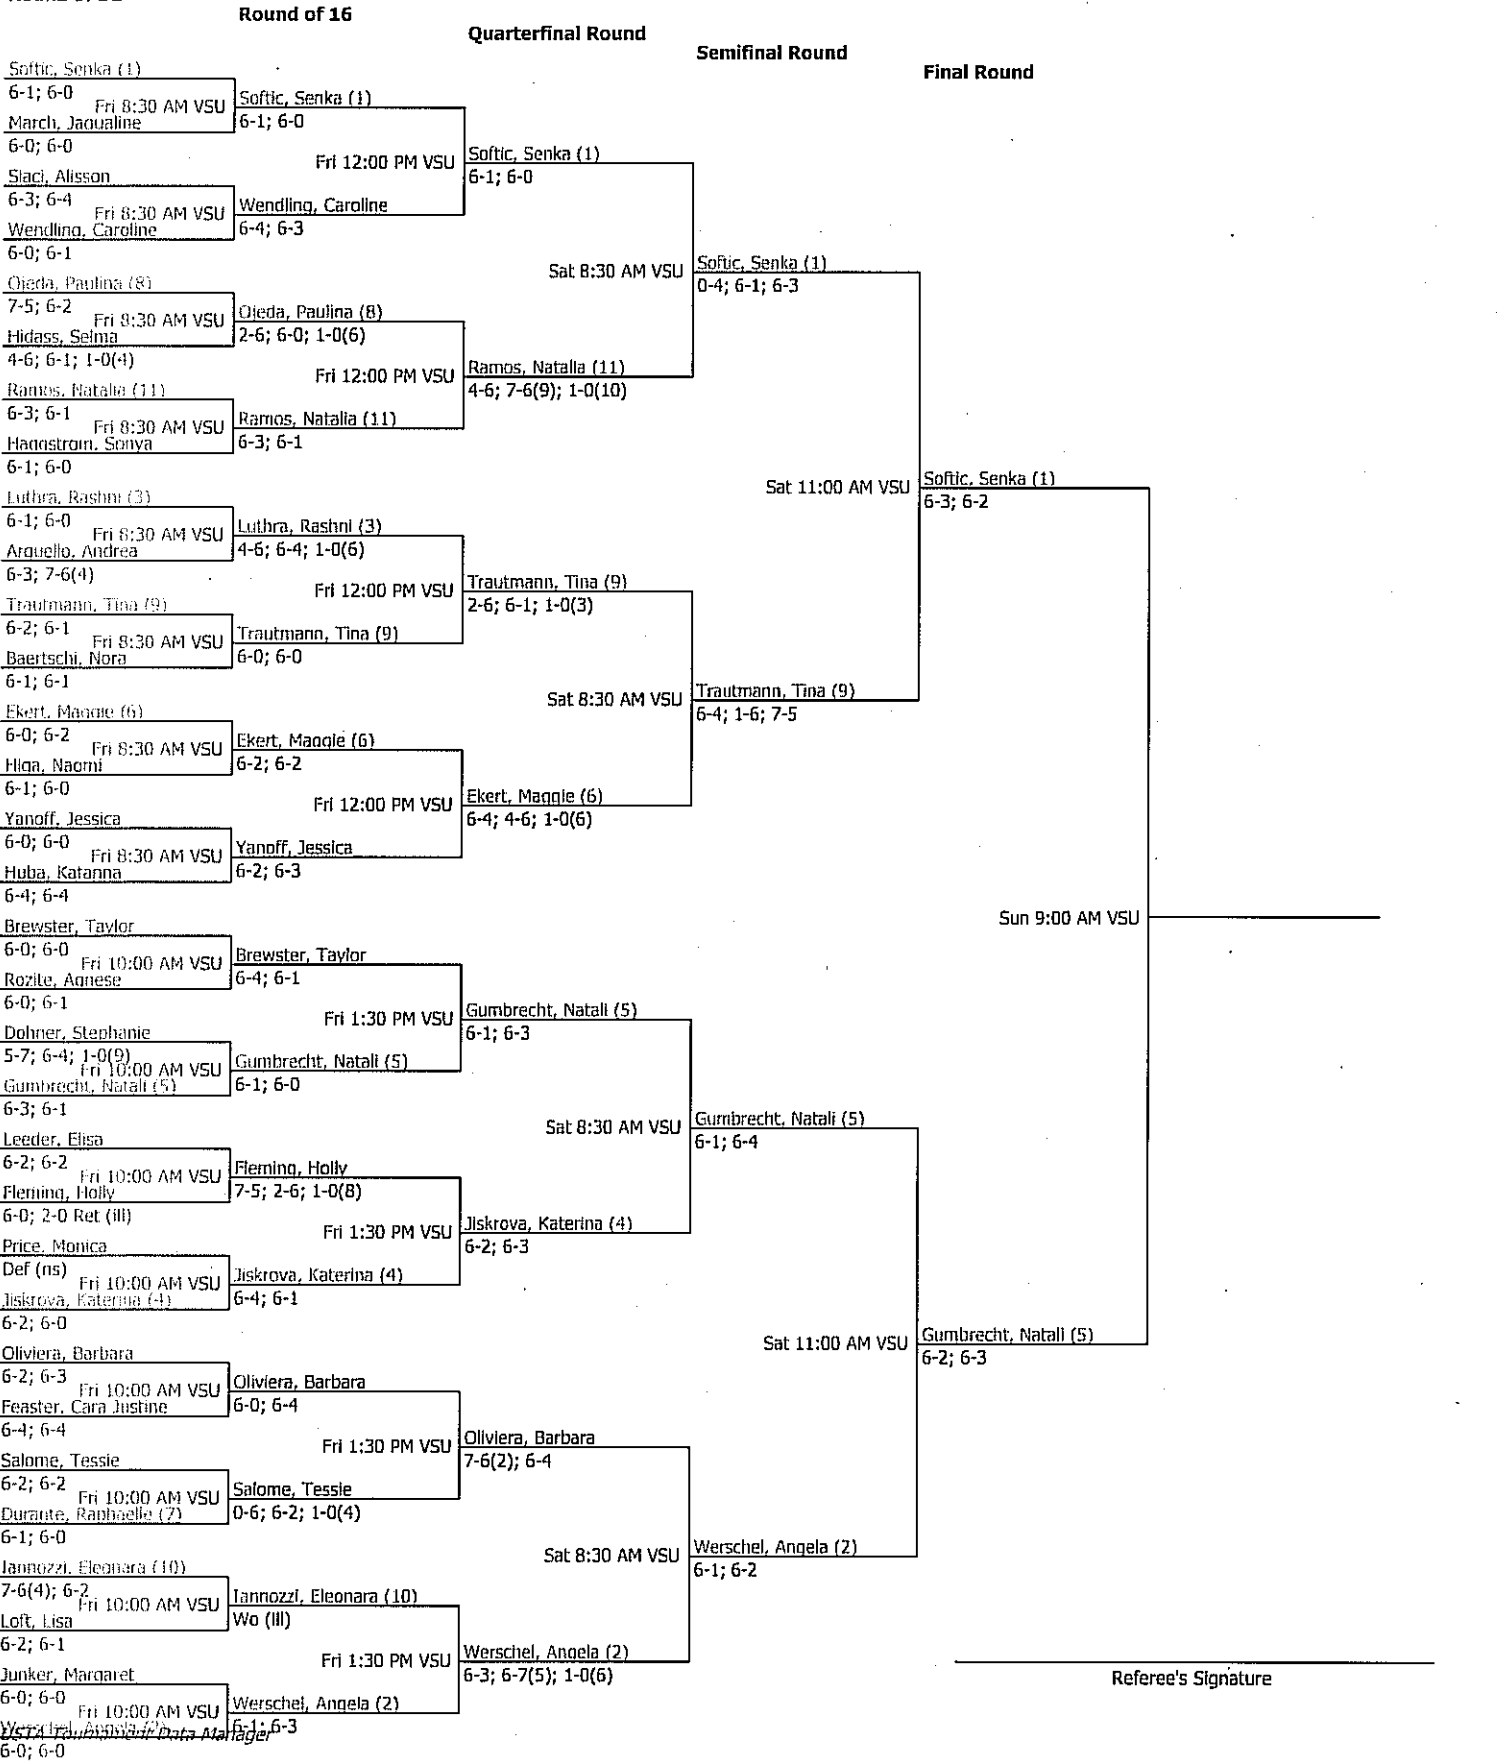 Round of 16
Quarterfinal Round
Semifinal Round
Final Round
Softic, Senka (1)
6-1; 6-0
Fri 8:30 AM VSU
March, Jaqualine
6-0; 6-0
Slaci, Alisson
6-3; 6-4
Fri 8:30 AM VSU
Wendling, Caroline
6-0; 6-1
Ojeda, Paulina (8)
7-5; 6-2
Fri 8:30 AM VSU
Hidass, Selma
4-6; 6-1; 1-0(4)
Ramos, Natalia (11)
6-3; 6-1
Fri 8:30 AM VSU
Haggstrom, Sonya
6-1; 6-0
Luthra, Rashni (3)
6-1; 6-0
Fri 8:30 AM VSU
Arguello, Andrea
6-3; 7-6(4)
Trautmann, Tina (9)
6-2; 6-1
Fri 8:30 AM VSU
Baertschi, Nora
6-1; 6-1
Ekert, Maggie (6)
6-0; 6-2
Fri 8:30 AM VSU
Higa, Naomi
6-1; 6-0
Yanoff, Jessica
6-0; 6-0
Fri 8:30 AM VSU
Huba, Katanna
6-4; 6-4
Brewster, Taylor
6-0; 6-0
Fri 10:00 AM VSU
Rozite, Agnese
6-0; 6-1
Dohner, Stephanie
5-7; 6-4; 1-0(9)
Fri 10:00 AM VSU
Gumbrecht, Natali (5)
6-3; 6-1
Leeder, Elisa
6-2; 6-2
Fri 10:00 AM VSU
Fleming, Holly
6-0; 2-0 Ret (ill)
Price, Monica
Def (ns)
Fri 10:00 AM VSU
Jiskrova, Katerina (4)
6-2; 6-0
Oliviera, Barbara
6-2; 6-3
Fri 10:00 AM VSU
Feaster, Cara Justine
6-4; 6-4
Salome, Tessie
6-2; 6-2
Fri 10:00 AM VSU
Durante, Raphaelle (7)
6-1; 6-0
Iannozzi, Eleonara (10)
7-6(4); 6-2
Fri 10:00 AM VSU
Loft, Lisa
6-2; 6-1
Junker, Margaret
6-0; 6-0
Fri 10:00 AM VSU
Werschel, Angela (2)
6-0; 6-0
USTA Tournament Data Manager
Softic, Senka (1)
6-1; 6-0
Fri 12:00 PM VSU
Wendling, Caroline
6-4; 6-3
Ojeda, Paulina (8)
2-6; 6-0; 1-0(6)
Fri 12:00 PM VSU
Ramos, Natalia (11)
6-3; 6-1
Luthra, Rashni (3)
4-6; 6-4; 1-0(6)
Fri 12:00 PM VSU
Trautmann, Tina (9)
6-0; 6-0
Ekert, Maggie (6)
6-2; 6-2
Fri 12:00 PM VSU
Yanoff, Jessica
6-2; 6-3
Brewster, Taylor
6-4; 6-1
Fri 1:30 PM VSU
Gumbrecht, Natali (5)
6-1; 6-0
Fleming, Holly
7-5; 2-6; 1-0(8)
Fri 1:30 PM VSU
Jiskrova, Katerina (4)
6-4; 6-1
Oliviera, Barbara
6-0; 6-4
Fri 1:30 PM VSU
Salome, Tessie
0-6; 6-2; 1-0(4)
Iannozzi, Eleonara (10)
Wo (ill)
Fri 1:30 PM VSU
Werschel, Angela (2)
6-1; 6-3
Softic, Senka (1)
6-1; 6-0
Sat 8:30 AM VSU
Ramos, Natalia (11)
4-6; 7-6(9); 1-0(10)
Trautmann, Tina (9)
2-6; 6-1; 1-0(3)
Sat 8:30 AM VSU
Ekert, Maggie (6)
6-4; 4-6; 1-0(6)
Gumbrecht, Natali (5)
6-1; 6-3
Sat 8:30 AM VSU
Jiskrova, Katerina (4)
6-2; 6-3
Oliviera, Barbara
7-6(2); 6-4
Sat 8:30 AM VSU
Werschel, Angela (2)
6-3; 6-7(5); 1-0(6)
Softic, Senka (1)
0-4; 6-1; 6-3
Sat 11:00 AM VSU
Trautmann, Tina (9)
6-4; 1-6; 7-5
Gumbrecht, Natali (5)
6-1; 6-4
Sat 11:00 AM VSU
Werschel, Angela (2)
6-1; 6-2
Softic, Senka (1)
6-3; 6-2
Sun 9:00 AM VSU
Gumbrecht, Natali (5)
6-2; 6-3
Referee's Signature